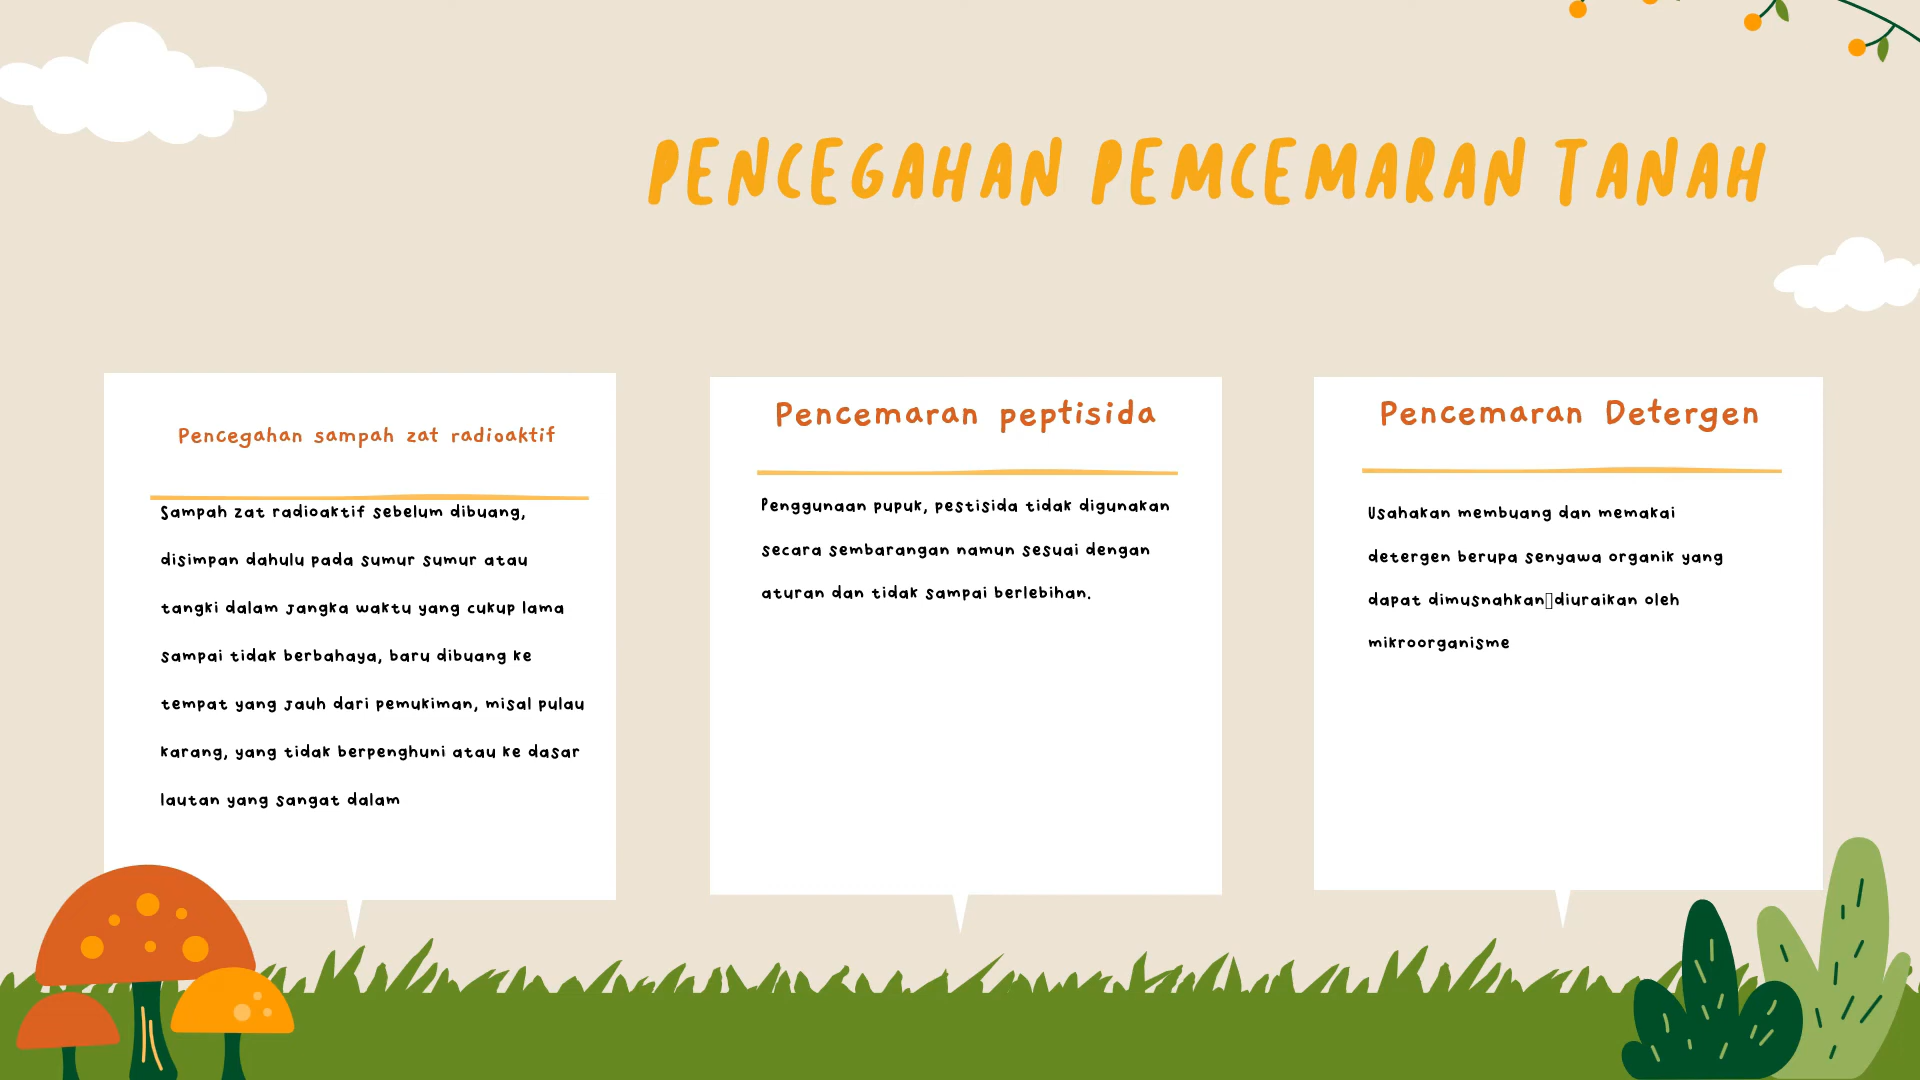 PENCEGAHAN PEMCEMARAN TANAH
Pencegahan sampah zat radioaktif
Sampah zat radioaktif sebelum dibuang,
disimpan dahulu pada sumur sumur atau
tangki dalam jangka waktu yang cukup lama
sampai tidak berbahaya, baru dibuang ke
tempat yang jauh dari pemukiman, misal pulau
karang, yang tidak berpenghuni atau ke dasar
lautan yang sangat dalam
Pencemaran peptisida
Penggunaan pupuk, pestisida tidak digunakan
secara sembarangan namun sesuai dengan
aturan dan tidak sampai berlebihan.
Pencemaran Detergen
Usahakan membuang dan memakai
detergen berupa senyawa organik yang
dapat dimusnahkan▯diuraikan oleh
mikroorganisme